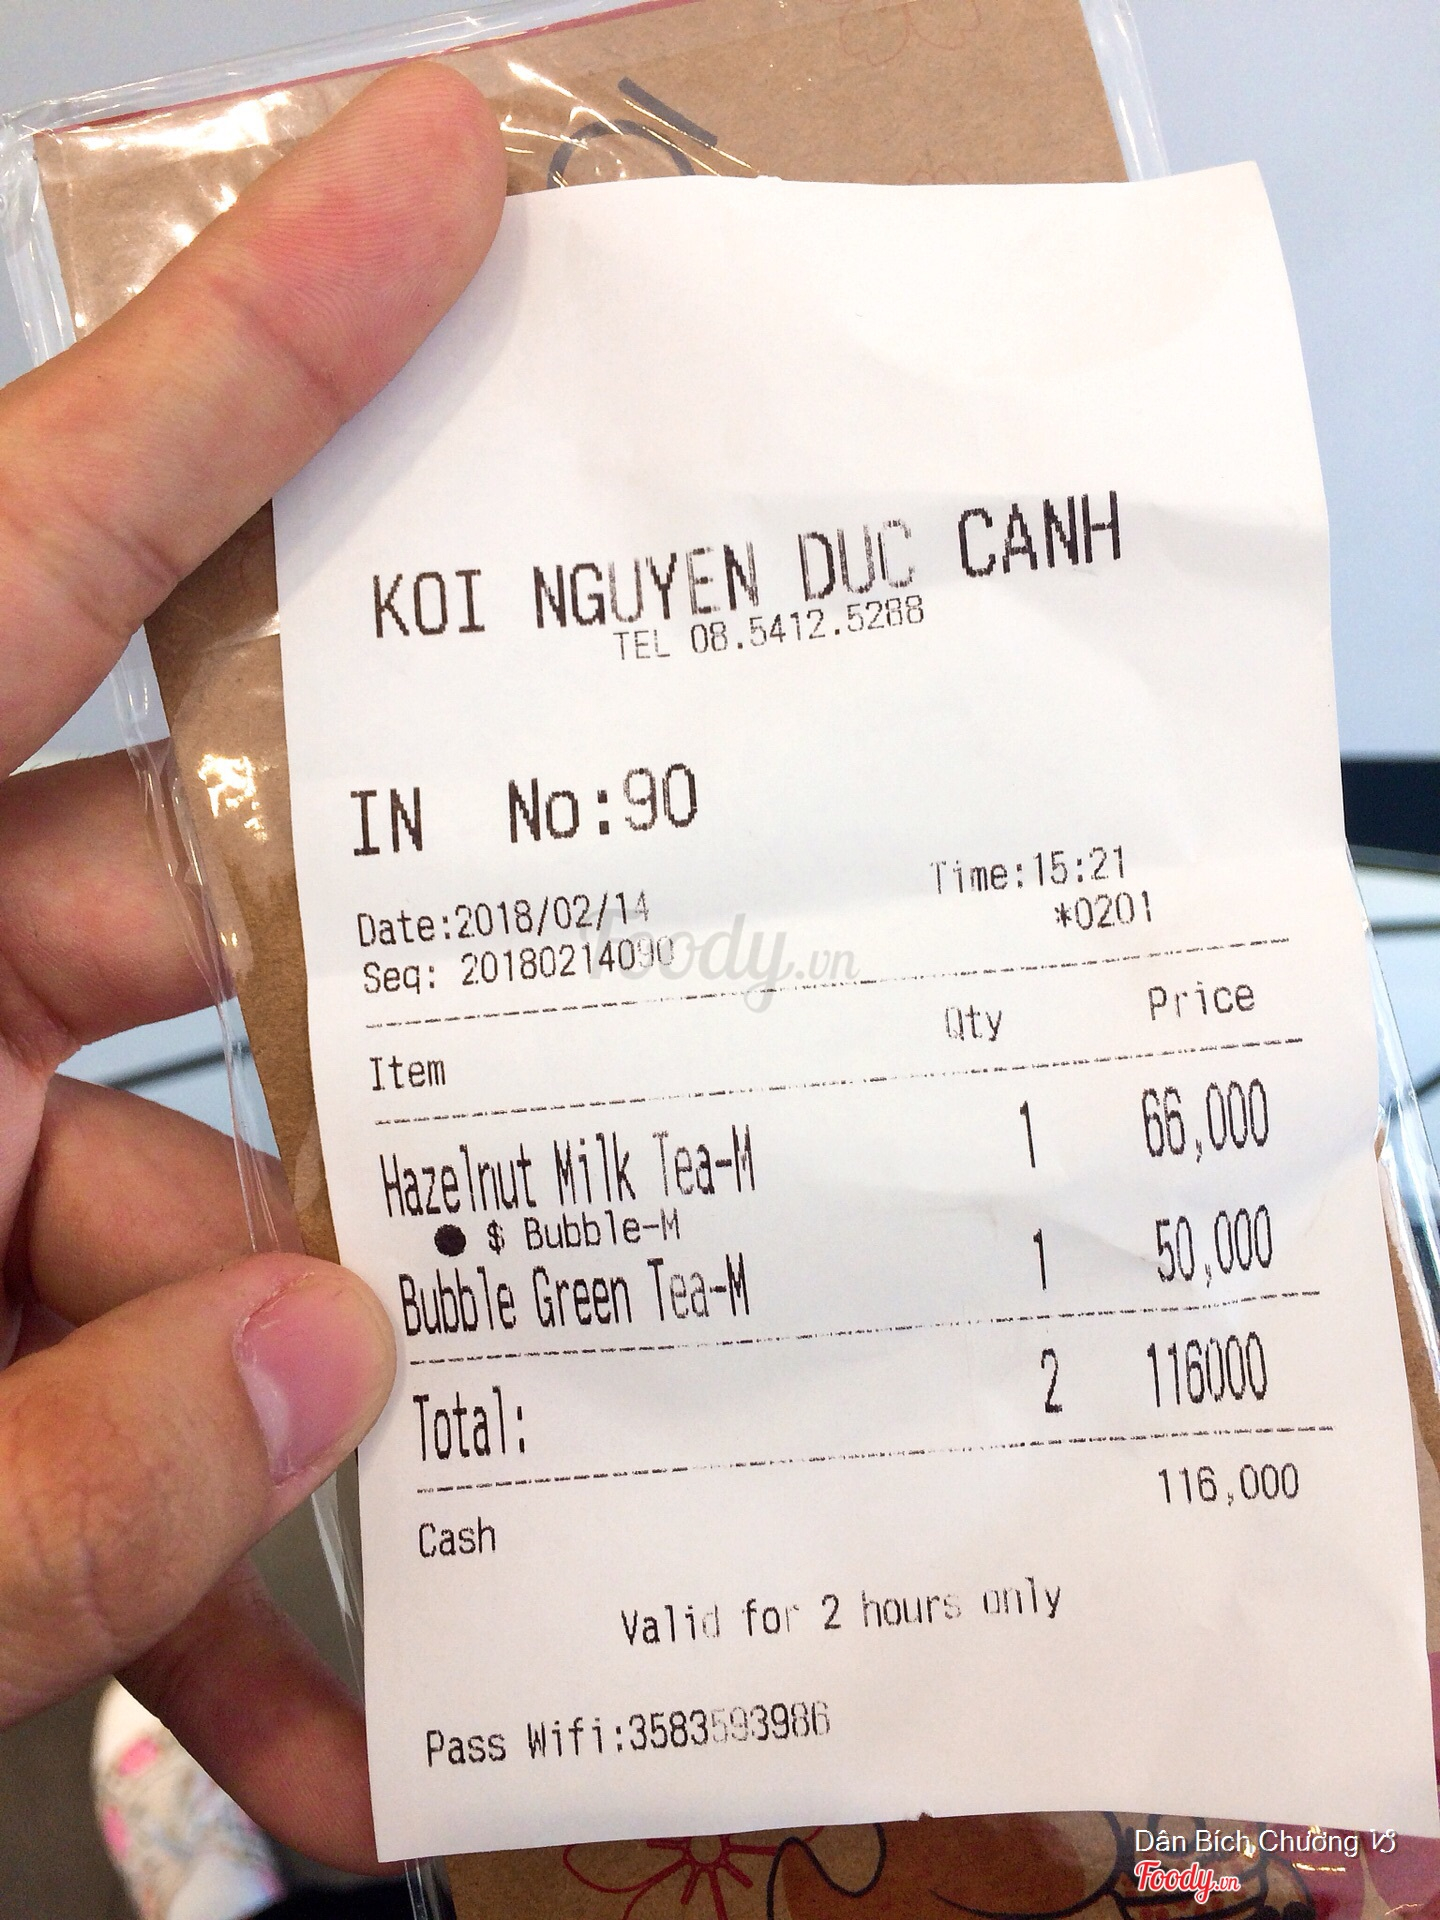 KOI NGUYEN DUC CANH
TEL 08.5412.5288
IN No:90
Time:15:21
Date:2018/02/14
*0201
Seq: 20180214090
Foody.vn
Item Qty Price
Hazelnut Milk Tea-M 1 66,000
● $ Bubble-M
Bubble Green Tea-M 1 50,000
Total: 2 116000
Cash 116,000
Valid for 2 hours only
Pass Wifi:3583593986
Dân Bích Chương
Foody.vn